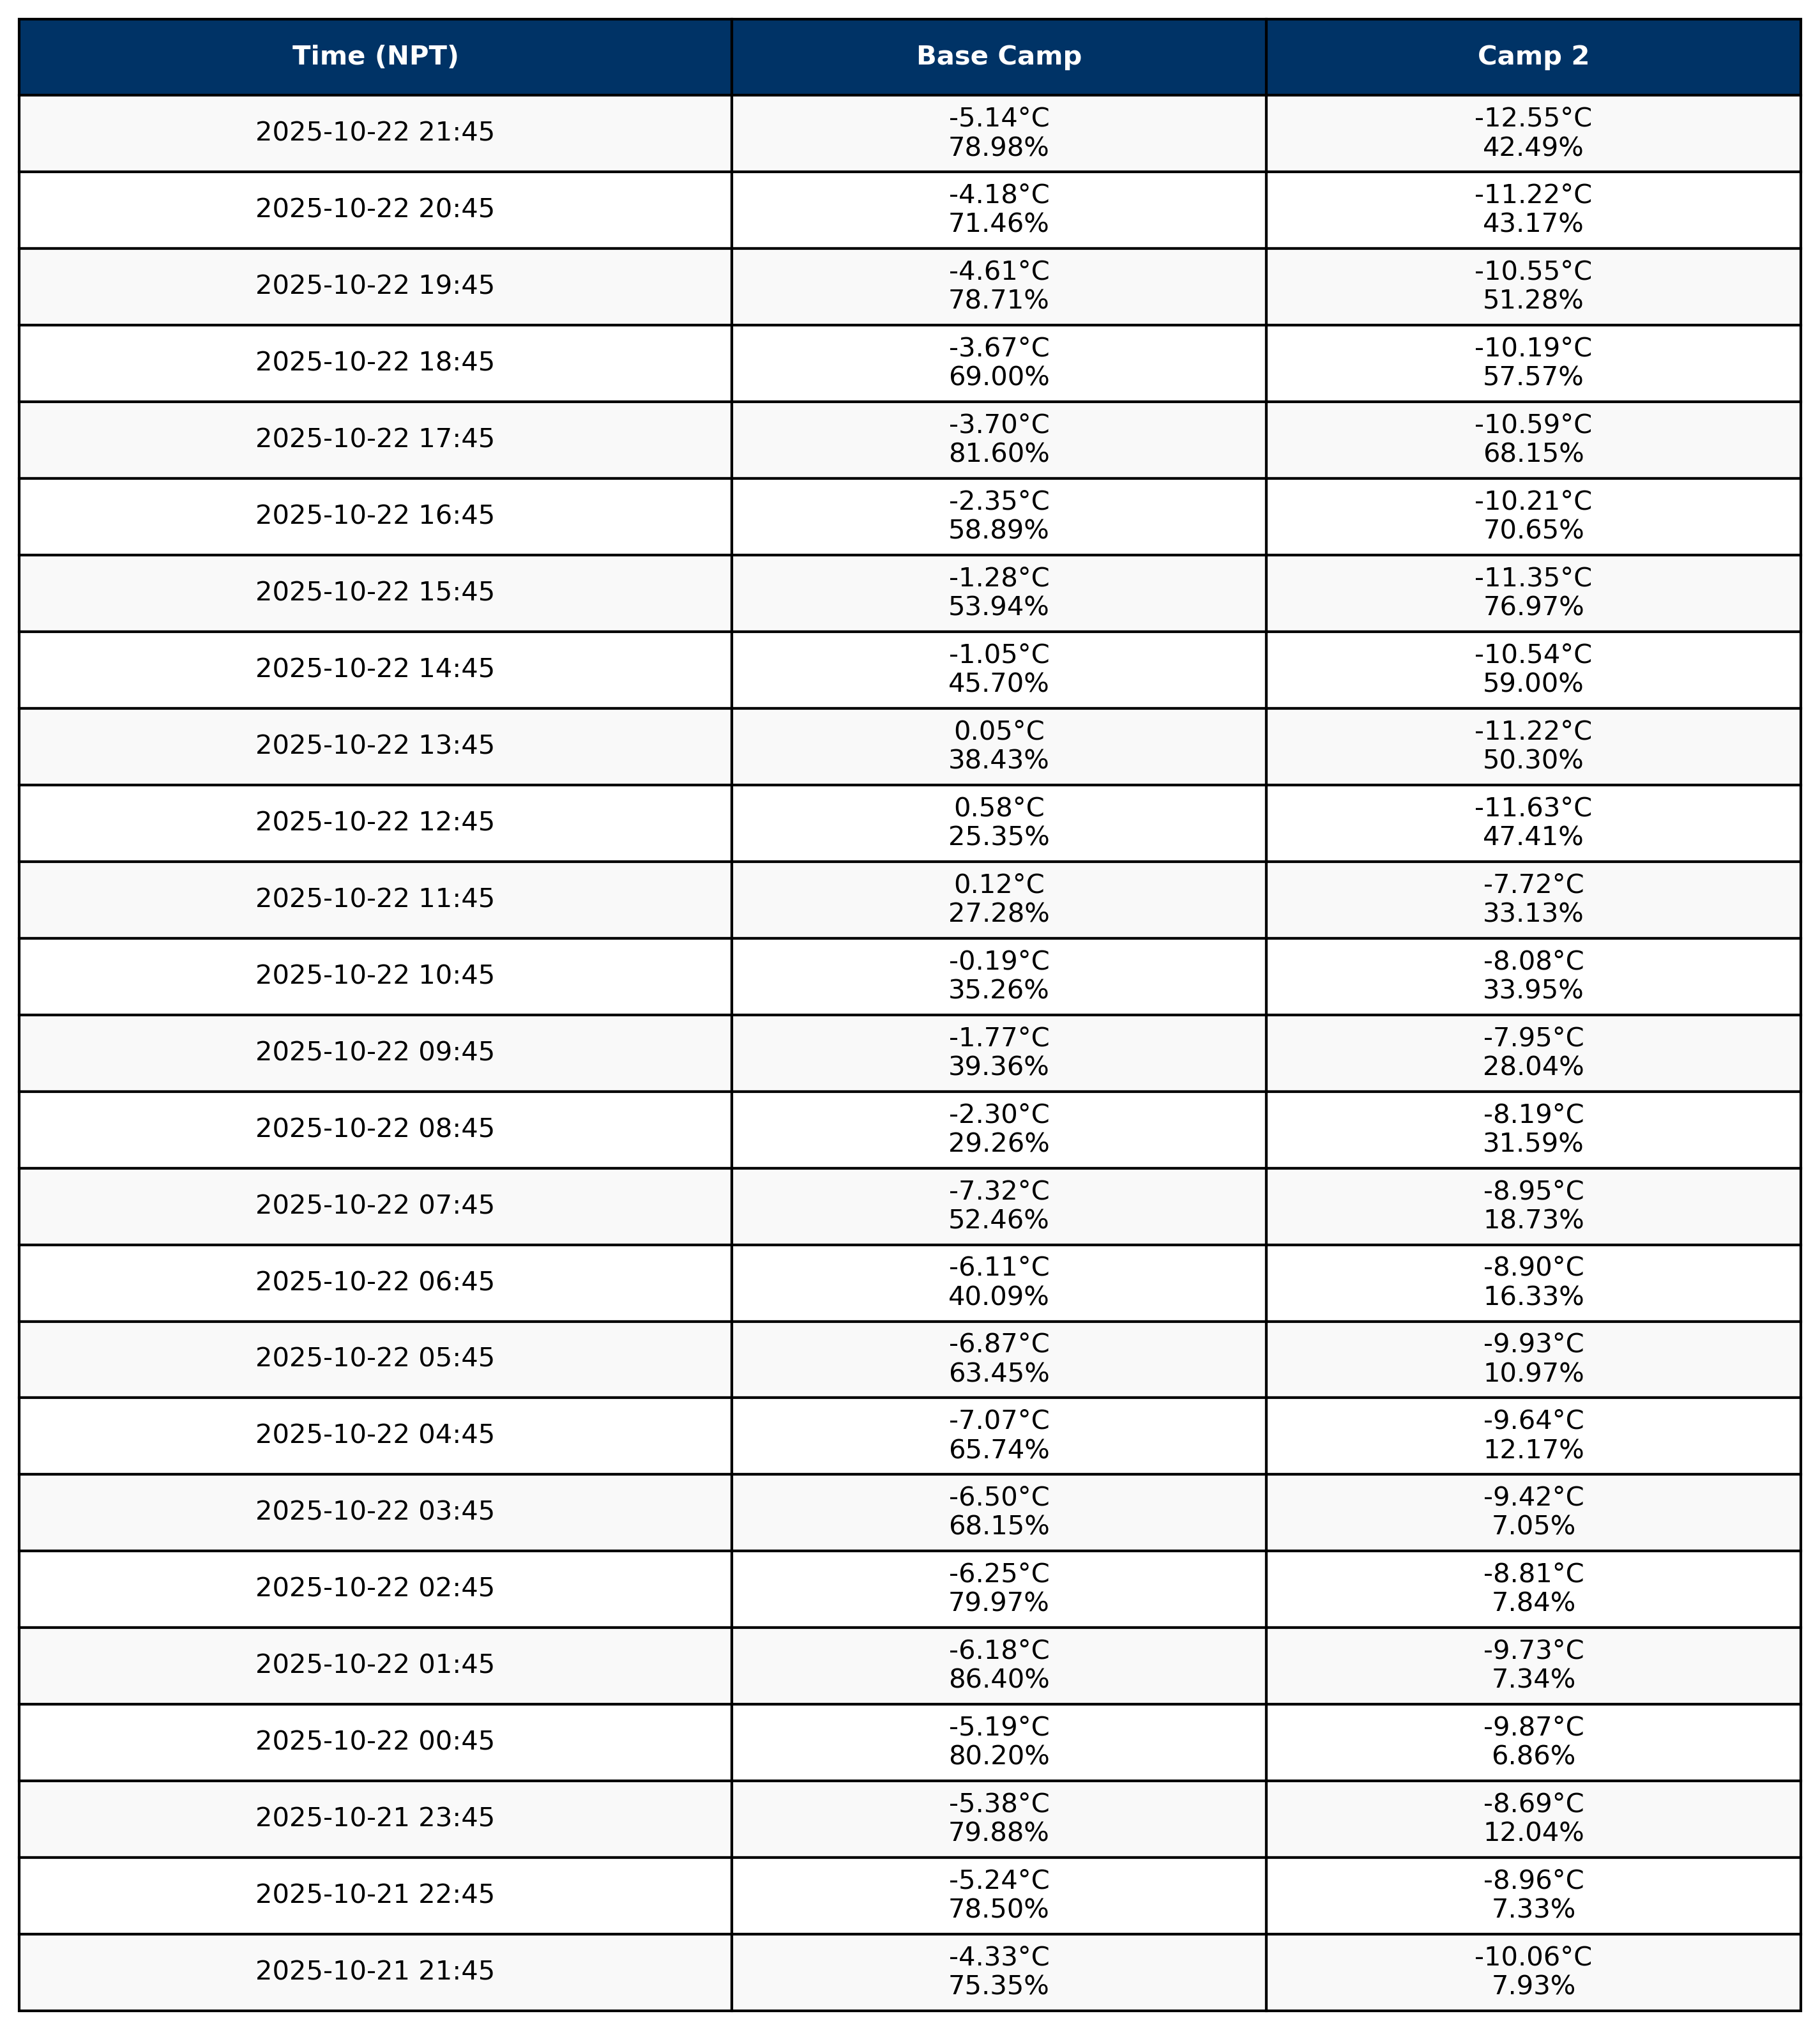 Time (NPT) Base Camp Camp 2
2025-10-22 21:45 -5.14°C -12.55°C
78.98% 42.49%
2025-10-22 20:45 -4.18°C -11.22°C
71.46% 43.17%
2025-10-22 19:45 -4.61°C -10.55°C
78.71% 51.28%
2025-10-22 18:45 -3.67°C -10.19°C
69.00% 57.57%
2025-10-22 17:45 -3.70°C -10.59°C
81.60% 68.15%
2025-10-22 16:45 -2.35°C -10.21°C
58.89% 70.65%
2025-10-22 15:45 -1.28°C -11.35°C
53.94% 76.97%
2025-10-22 14:45 -1.05°C -10.54°C
45.70% 59.00%
2025-10-22 13:45 0.05°C -11.22°C
38.43% 50.30%
2025-10-22 12:45 0.58°C -11.63°C
25.35% 47.41%
2025-10-22 11:45 0.12°C -7.72°C
27.28% 33.13%
2025-10-22 10:45 -0.19°C -8.08°C
35.26% 33.95%
2025-10-22 09:45 -1.77°C -7.95°C
39.36% 28.04%
2025-10-22 08:45 -2.30°C -8.19°C
29.26% 31.59%
2025-10-22 07:45 -7.32°C -8.95°C
52.46% 18.73%
2025-10-22 06:45 -6.11°C -8.90°C
40.09% 16.33%
2025-10-22 05:45 -6.87°C -9.93°C
63.45% 10.97%
2025-10-22 04:45 -7.07°C -9.64°C
65.74% 12.17%
2025-10-22 03:45 -6.50°C -9.42°C
68.15% 7.05%
2025-10-22 02:45 -6.25°C -8.81°C
79.97% 7.84%
2025-10-22 01:45 -6.18°C -9.73°C
86.40% 7.34%
2025-10-22 00:45 -5.19°C -9.87°C
80.20% 6.86%
2025-10-21 23:45 -5.38°C -8.69°C
79.88% 12.04%
2025-10-21 22:45 -5.24°C -8.96°C
78.50% 7.33%
2025-10-21 21:45 -4.33°C -10.06°C
75.35% 7.93%